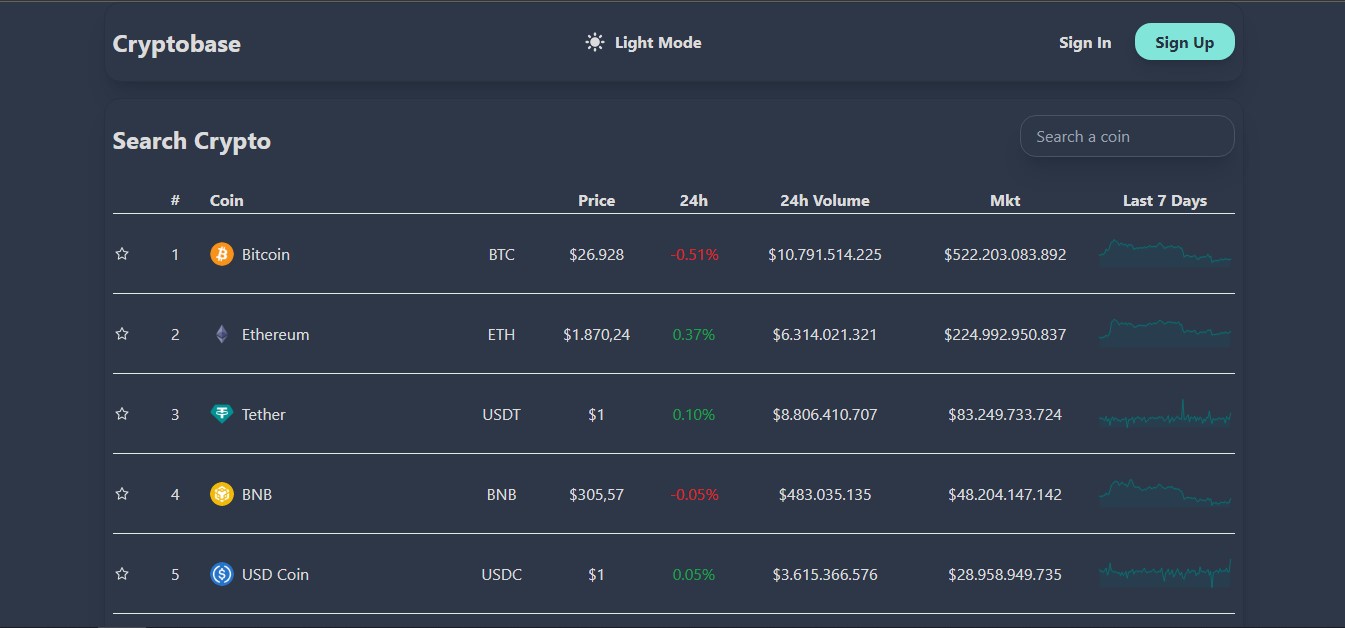 Cryptobase Light Mode Sign In Sign Up
Search Crypto Search a coin
# Coin Price 24h 24h Volume Mkt Last 7 Days
1 Bitcoin BTC $26.928 -0.51% $10.791.514.225 $522.203.083.892
2 Ethereum ETH $1.870,24 0.37% $6.314.021.321 $224.992.950.837
3 Tether USDT $1 0.10% $8.806.410.707 $83.249.733.724
4 BNB BNB $305,57 -0.05% $483.035.135 $48.204.147.142
5 USD Coin USDC $1 0.05% $3.615.366.576 $28.958.949.735